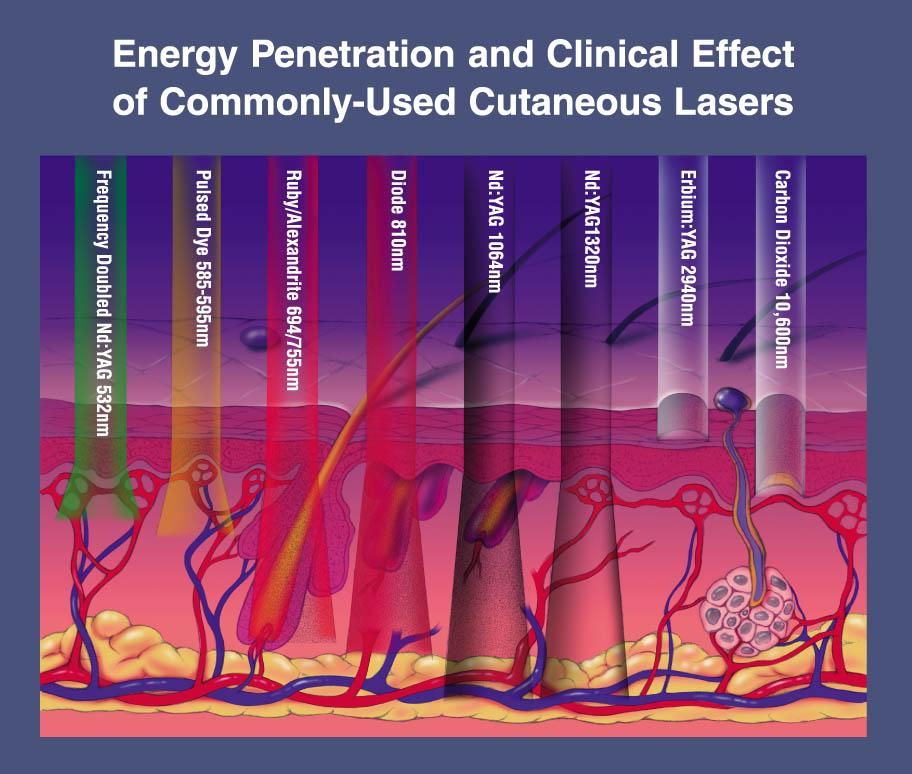 Energy Penetration and Clinical Effect
of Commonly-Used Cutaneous Lasers
Frequency Doubled Nd:YAG 532nm
Pulsed Dye 585-595nm
Ruby/Alexandrite 694/755nm
Diode 810nm
Nd:YAG 1064nm
Nd:YAG1320nm
Erbium:YAG 2940nm
Carbon Dioxide 10,600nm